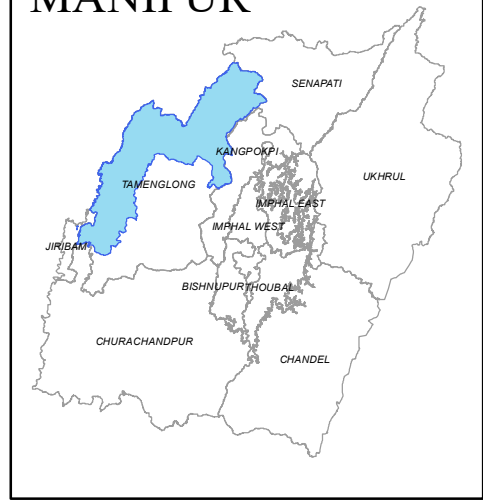 MANIPUR
SENAPATI
KANGPOKPI
UKHRUL
TAMENGLONG
IMPHAL EAST
IMPHAL WEST
JIRIBAM
BISHNUPUR THOUBAL
CHURACHANDPUR
CHANDEL